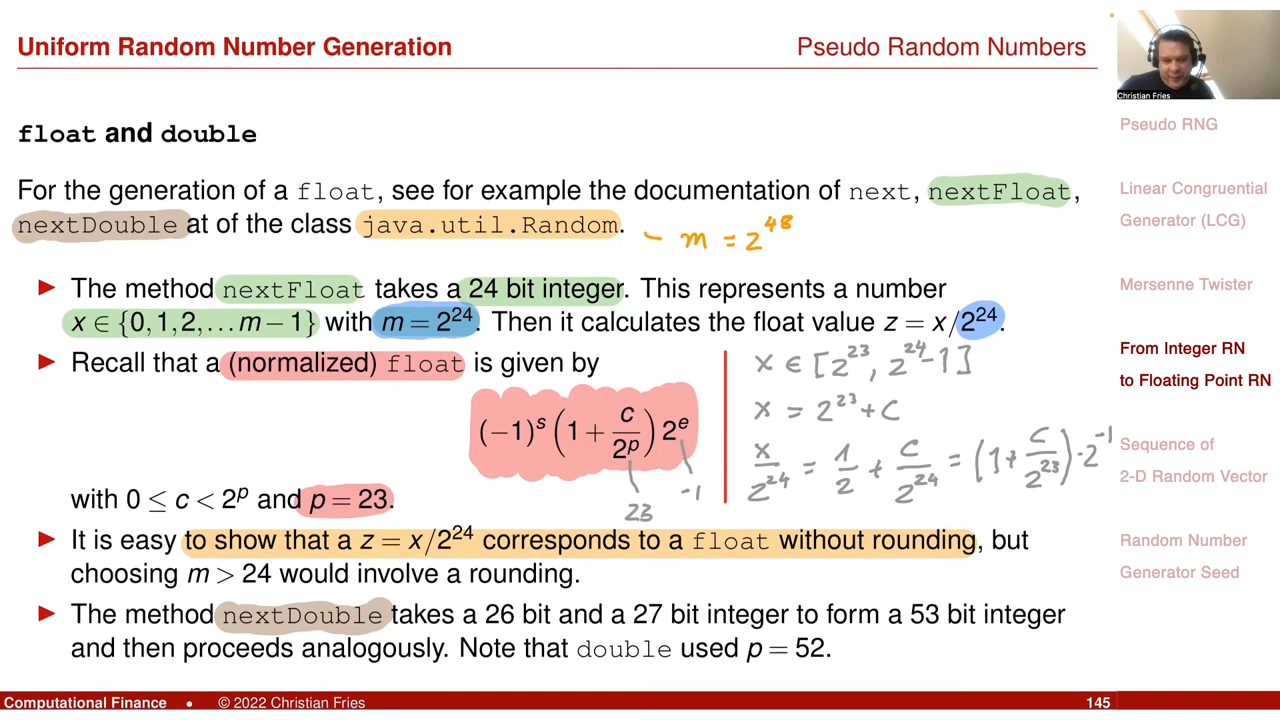 Uniform Random Number Generation
Pseudo Random Numbers
Christian Fries
float and double
For the generation of a float, see for example the documentation of next, nextFloat,
nextDouble at of the class java.util.Random. – m = 2^48
► The method nextFloat takes a 24 bit integer. This represents a number
x ∈ {0,1,2,...m−1} with m = 2^24. Then it calculates the float value z = x/2^24.
► Recall that a (normalized) float is given by
(−1)^s (1 + c/2^p) 2^e
23
-1
with 0 ≤ c < 2^p and p = 23.
x ∈ [2^23, 2^24-1]
x = 2^23 + c
x/2^24 = 1/2 + c/2^24 = (1 + c/2^23) · 2^-1
► It is easy to show that a z = x/2^24 corresponds to a float without rounding, but
choosing m > 24 would involve a rounding.
► The method nextDouble takes a 26 bit and a 27 bit integer to form a 53 bit integer
and then proceeds analogously. Note that double used p = 52.
Pseudo RNG
Linear Congruential
Generator (LCG)
Mersenne Twister
From Integer RN
to Floating Point RN
Sequence of
2-D Random Vector
Random Number
Generator Seed
Computational Finance • © 2022 Christian Fries
145